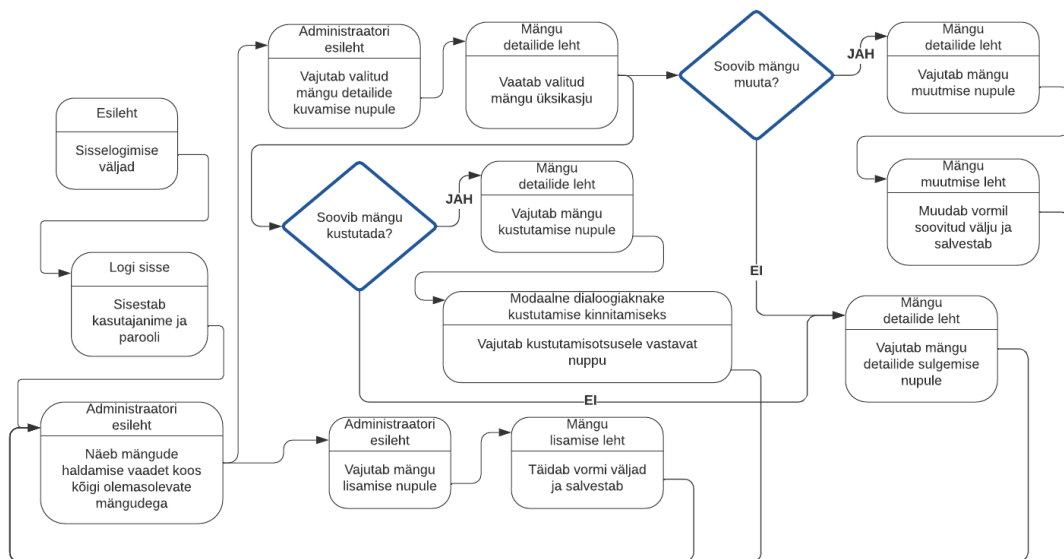 Esileht
Sisselogimise
väljad
Logi sisse
Sisestab
kasutajanime ja
parooli
Administraatori
esileht
Näeb mängude
haldamise vaadet koos
kõigi olemasolevate
mängudega
Administraatori
esileht
Vajutab valitud
mängu detailide
kuvamise nupule
Mängu
detailide leht
Vaatab valitud
mängu üksikasju
Soovib mängu
muuta?
JAH
Mängu
detailide leht
Vajutab mängu
muutmise nupule
Mängu
muutmise leht
Muudab vormil
soovitud välju ja
salvestab
EI
Soovib mängu
kustutada?
JAH
Mängu
detailide leht
Vajutab mängu
kustutamise nupule
Modaalne dialoogiaknake
kustutamise kinnitamiseks
Vajutab kustutamisotsusele vastavat
nuppu
EI
Mängu
detailide leht
Vajutab mängu
detailide sulgemise
nupule
Administraatori
esileht
Vajutab mängu
lisamise nupule
Mängu
lisamise leht
Täidab vormi väljad
ja salvestab